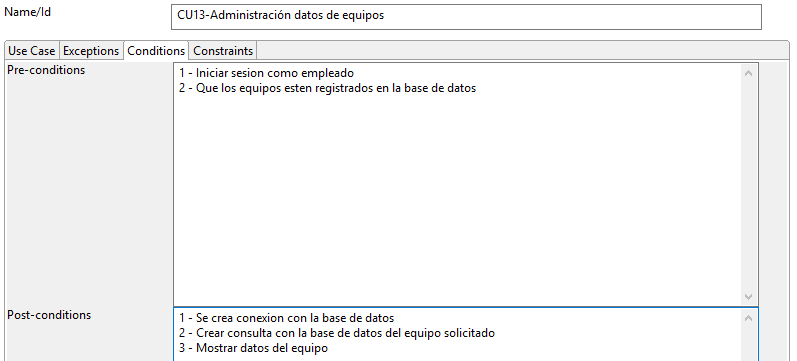 Name/Id
CU13-Administración datos de equipos
Use Case Exceptions Conditions Constraints
Pre-conditions
1 - Iniciar sesion como empleado
2 - Que los equipos esten registrados en la base de datos
Post-conditions
1 - Se crea conexion con la base de datos
2 - Crear consulta con la base de datos del equipo solicitado
3 - Mostrar datos del equipo